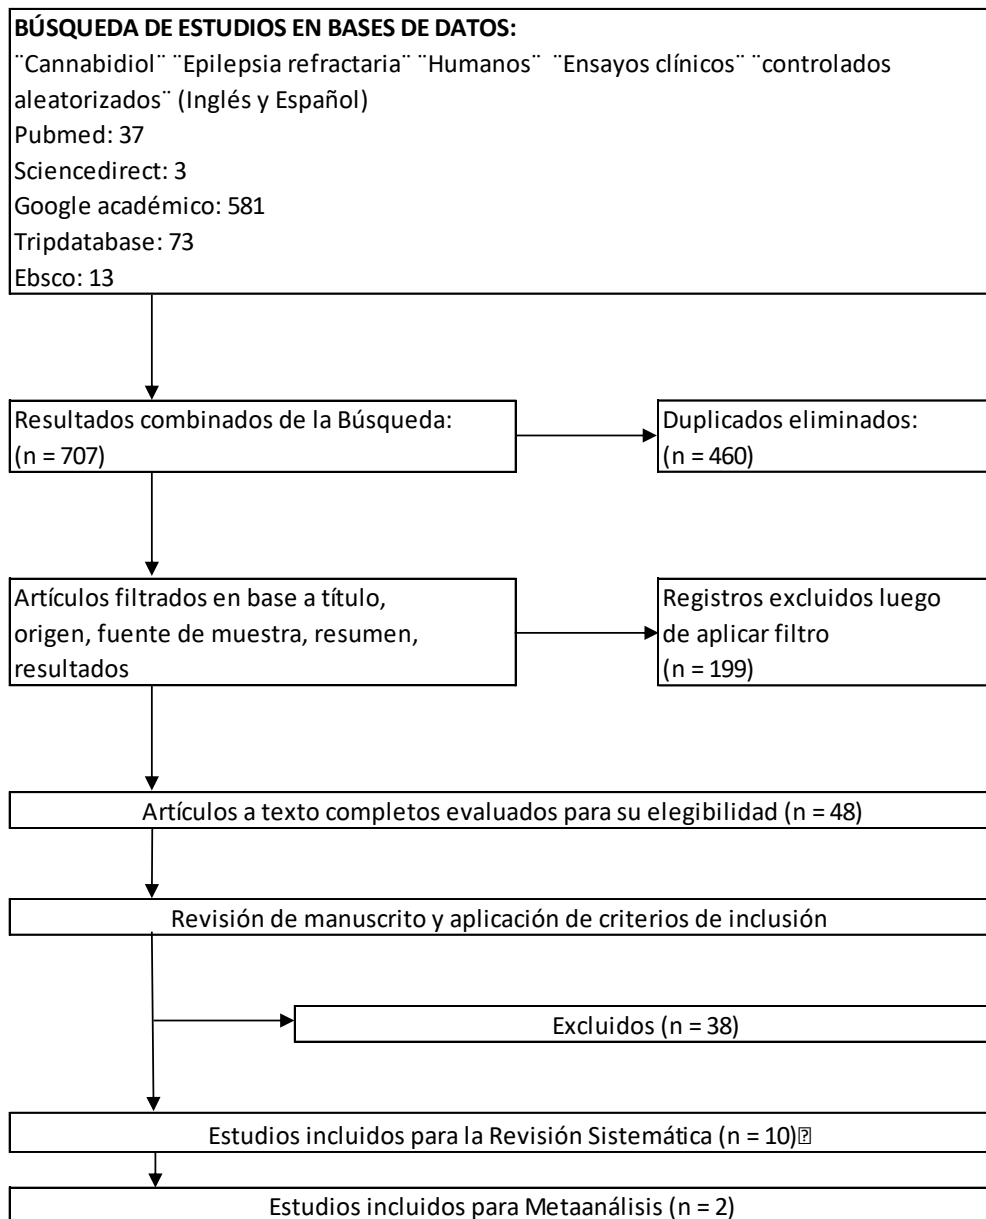 BÚSQUEDA DE ESTUDIOS EN BASES DE DATOS:
¨Cannabidiol¨ ¨Epilepsia refractaria¨ ¨Humanos¨ ¨Ensayos clínicos¨ ¨controlados
aleatorizados¨ (Inglés y Español)
Pubmed: 37
Sciencedirect: 3
Google académico: 581
Tripdatabase: 73
Ebsco: 13
Resultados combinados de la Búsqueda:
(n = 707)
Duplicados eliminados:
(n = 460)
Artículos filtrados en base a título,
origen, fuente de muestra, resumen,
resultados
Registros excluidos luego
de aplicar filtro
(n = 199)
Artículos a texto completos evaluados para su elegibilidad (n = 48)
Revisión de manuscrito y aplicación de criterios de inclusión
Excluidos (n = 38)
Estudios incluidos para la Revisión Sistemática (n = 10)⍰
Estudios incluidos para Metaanálisis (n = 2)